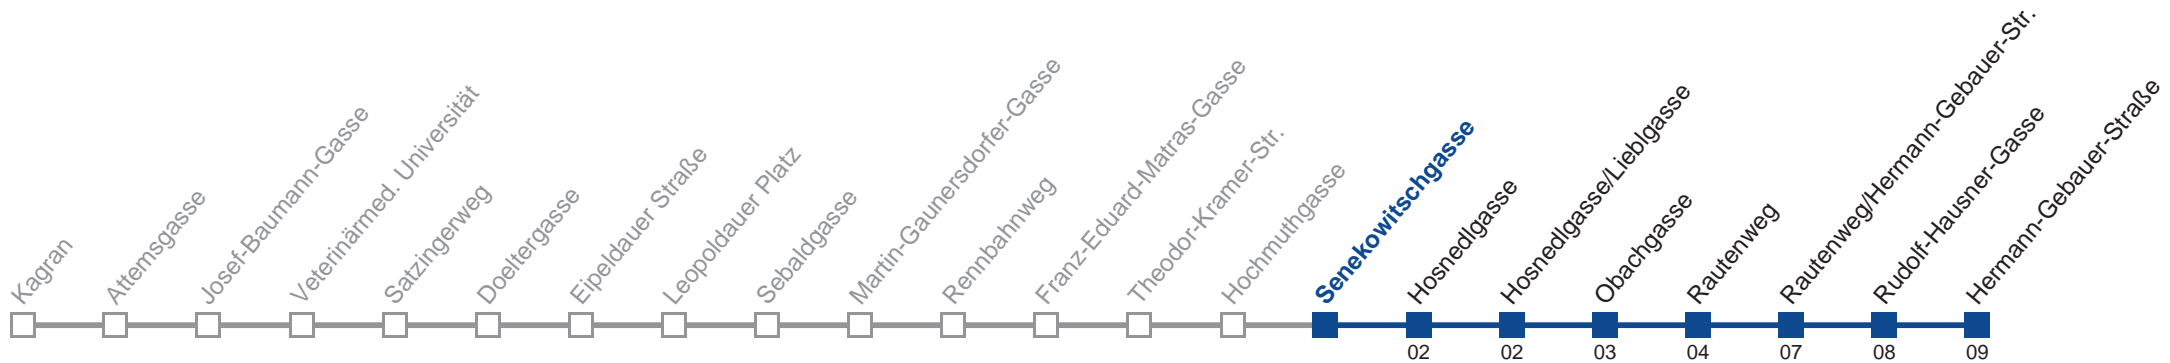 Kagran
Attemsgasse
Josef-Baumann-Gasse
Veterinärmed. Universität
Satzingerweg
Doeltergasse
Eipeldauer Straße
Leopoldauer Platz
Sebaldgasse
Martin-Gaunersdorfer-Gasse
Rennbahnweg
Franz-Eduard-Matras-Gasse
Theodor-Kramer-Str.
Hochmuthgasse
Senekowitschgasse
Hosnedlgasse
Hosnedlgasse/Lieblgasse
Obachgasse
Rautenweg
Rautenweg/Hermann-Gebauer-Str.
Rudolf-Hausner-Gasse
Hermann-Gebauer-Straße
02 02 03 04 07 08 09